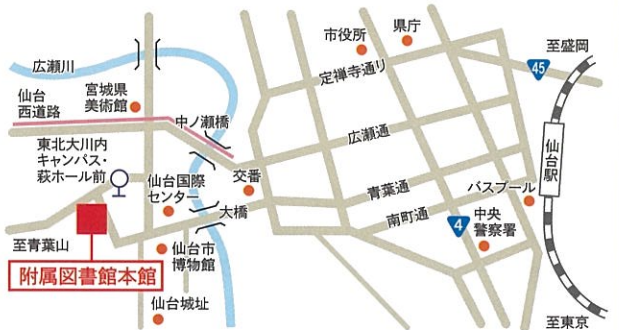 市役所
県庁
至盛岡
広瀬川
定禅寺通り
45
仙台
西道路
宮城県
美術館
中ノ瀬橋
広瀬通
東北大川内
キャンパス・
萩ホール前
仙台駅
仙台国際
センター
交番
青葉通
バスプール
大橋
南町通
4
中央
警察署
至青葉山
仙台市
博物館
附属図書館本館
仙台城址
至東京